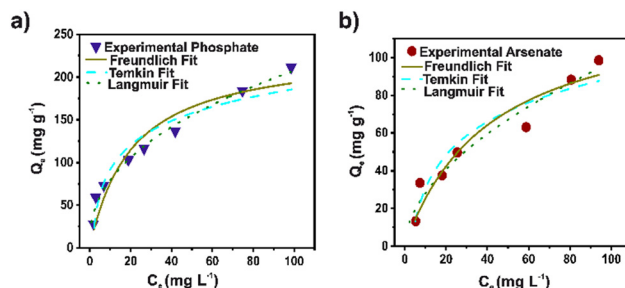 a)
Experimental Phosphate
Freundlich Fit
Temkin Fit
Langmuir Fit
250
200
150
100
50
0
Qe (mg g-1)
0 20 40 60 80 100
Ce (mg L-1)
b)
Experimental Arsenate
Freundlich Fit
Temkin Fit
Langmuir Fit
100
80
60
40
20
0
Qe (mg g-1)
0 20 40 60 80 100
Ce (mg L-1)